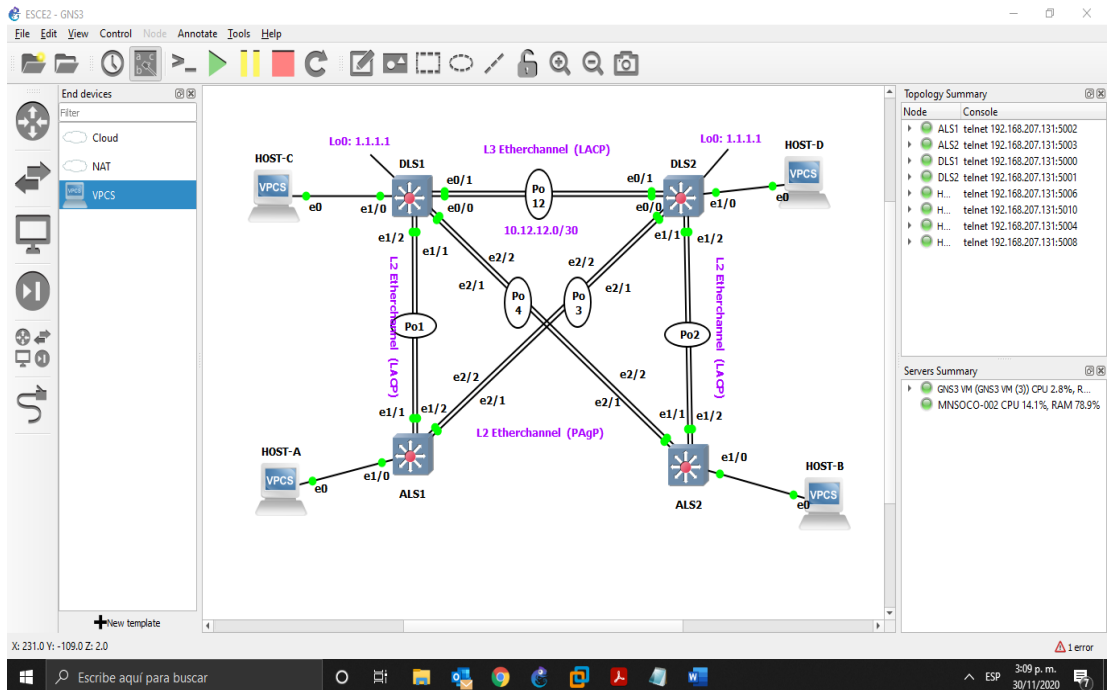 ESCE2 - GNS3
File Edit View Control Node Annotate Tools Help
End devices
Filter
Cloud
NAT
VPCS
New template
Lo0: 1.1.1.1
L3 Etherchannel (LACP)
Lo0: 1.1.1.1
HOST-C
DLS1
DLS2
HOST-D
VPCS
e0
e1/0
e0/1
e0/0
Po
12
e0/1
e0/0
e1/0
e0
VPCS
10.12.12.0/30
e1/2
e1/1
e2/2
e2/1
e2/2
e2/1
e1/1
e1/2
L2 Etherchannel (LACP)
Po1
Po
4
Po
3
Po2
L2 Etherchannel (LACP)
e2/2
e2/1
e2/2
e2/1
e1/1
e1/2
e1/1
e1/2
L2 Etherchannel (PAgP)
HOST-A
VPCS
e0
e1/0
ALS1
ALS2
e1/0
HOST-B
e0
VPCS
Topology Summary
Node Console
ALS1 telnet 192.168.207.131:5002
ALS2 telnet 192.168.207.131:5003
DLS1 telnet 192.168.207.131:5000
DLS2 telnet 192.168.207.131:5001
H... telnet 192.168.207.131:5006
H... telnet 192.168.207.131:5010
H... telnet 192.168.207.131:5004
H... telnet 192.168.207.131:5008
Servers Summary
GNS3 VM (GNS3 VM (3)) CPU 2.8%, R...
MNSOCO-002 CPU 14.1%, RAM 78.9%
X: 231.0 Y: -109.0 Z: 2.0
1 error
Escribe aquí para buscar
ESP
3:09 p. m.
30/11/2020
7